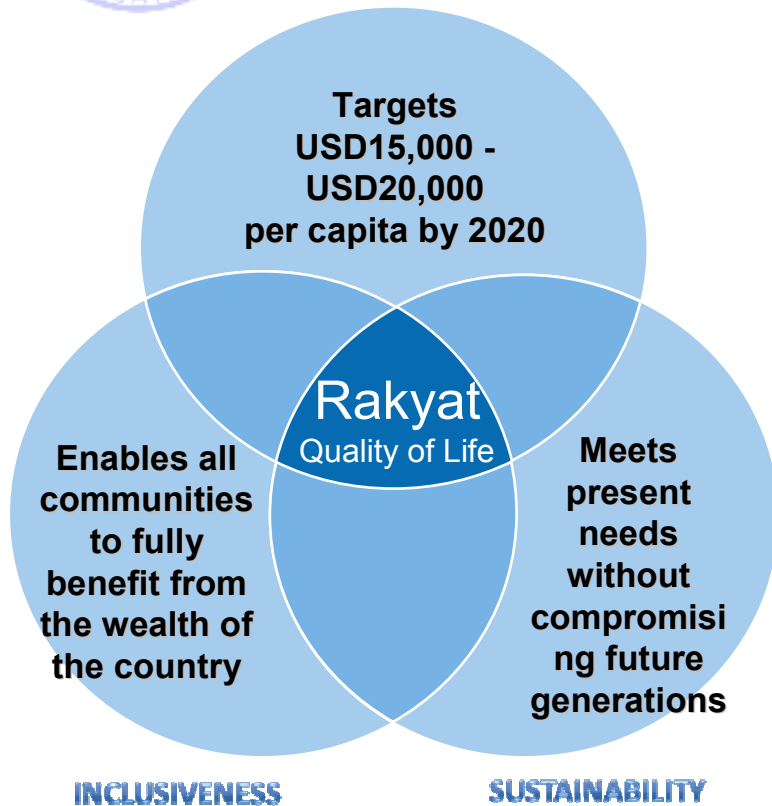 Targets
USD15,000 -
USD20,000
per capita by 2020
Rakyat
Quality of Life
Enables all
communities
to fully
benefit from
the wealth of
the country
Meets
present
needs
without
compromisi
ng future
generations
INCLUSIVENESS
SUSTAINABILITY